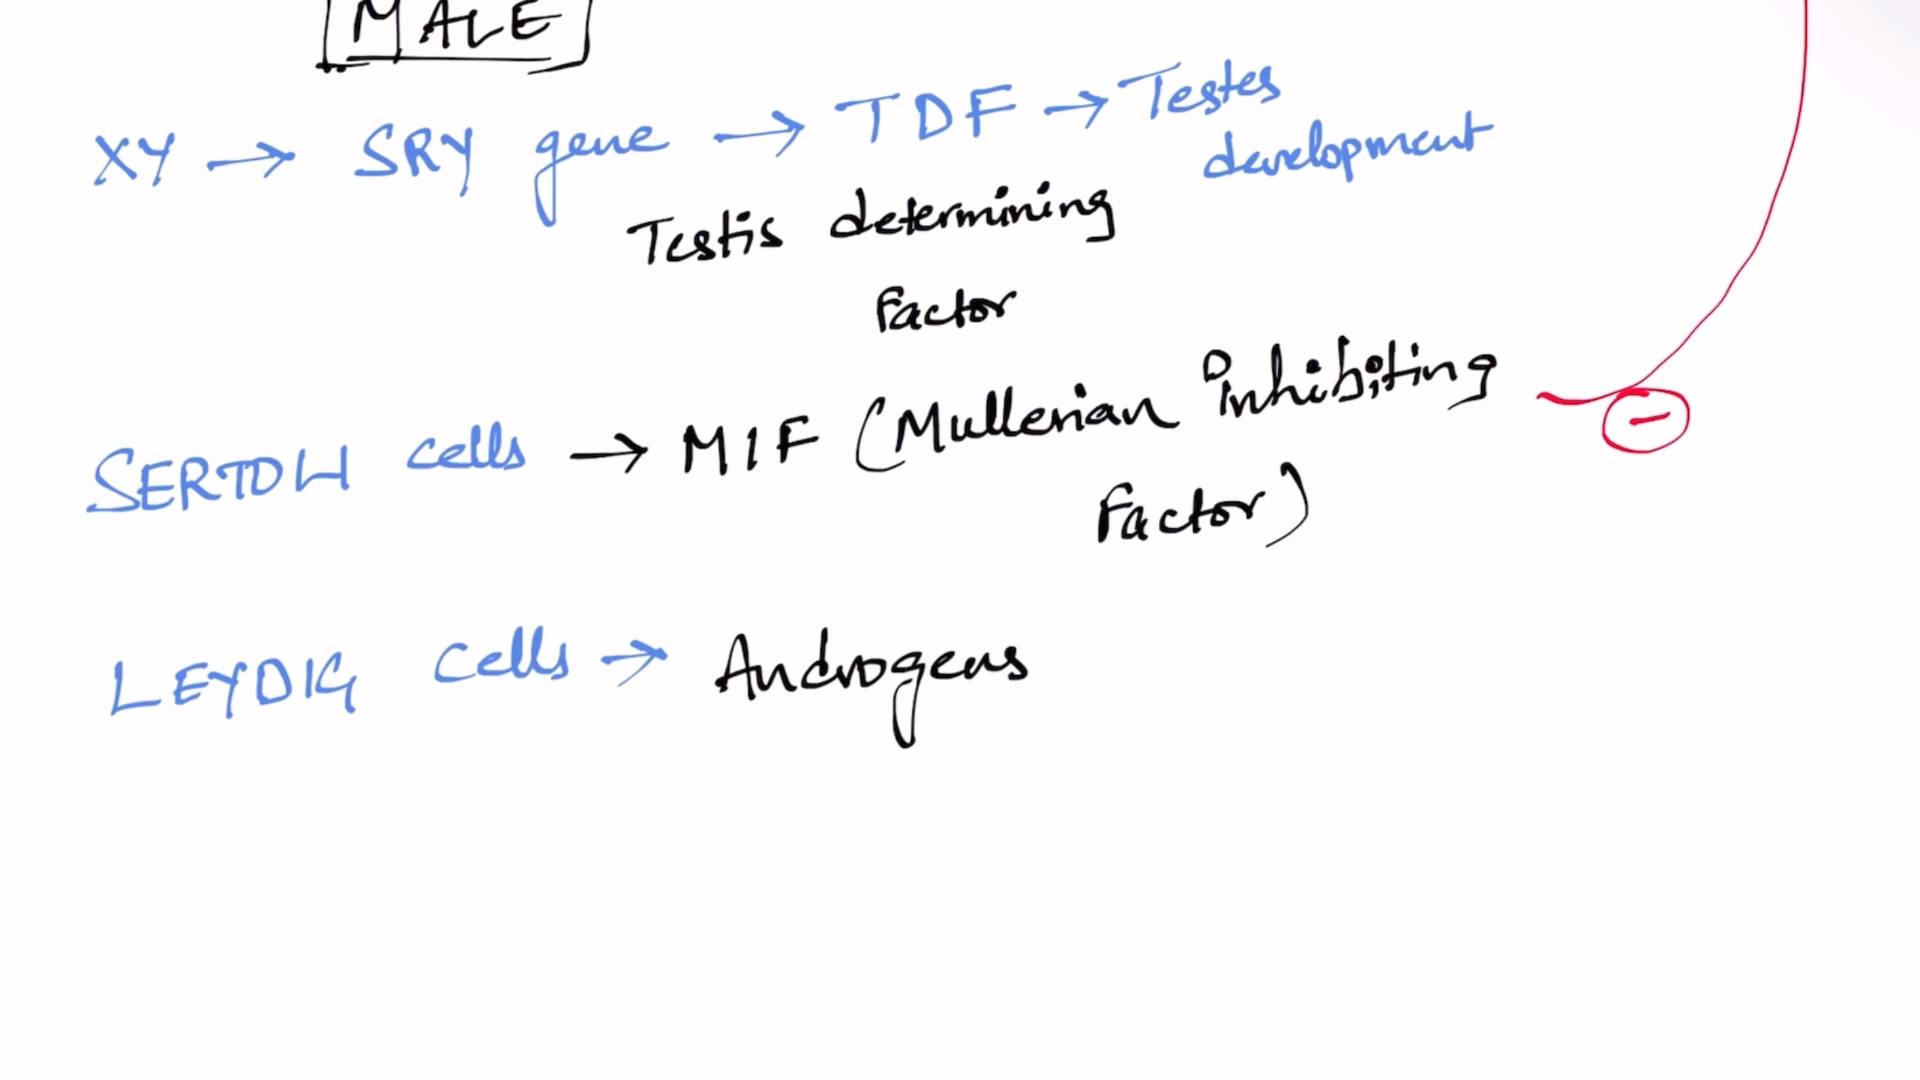 MALE
XY → SRY gene → TDF → Testes
development
Testis determining
Factor
SERTOLI cells → MIF (Mullerian Inhibiting
Factor)
−
LEYDIG cells → Androgens